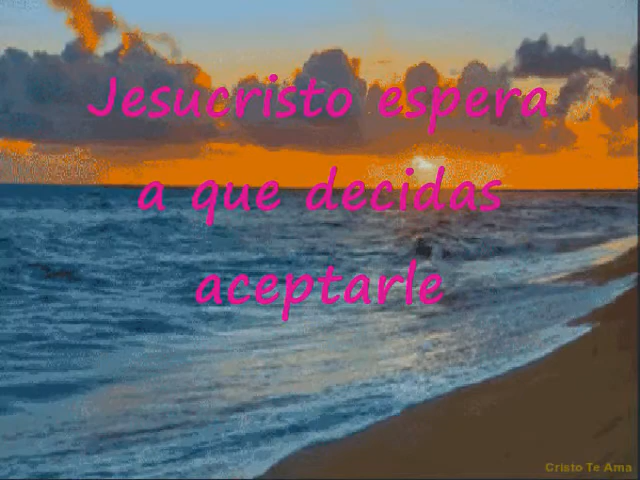 Jesucristo espera
a que decidas
aceptarle
Cristo Te Ama